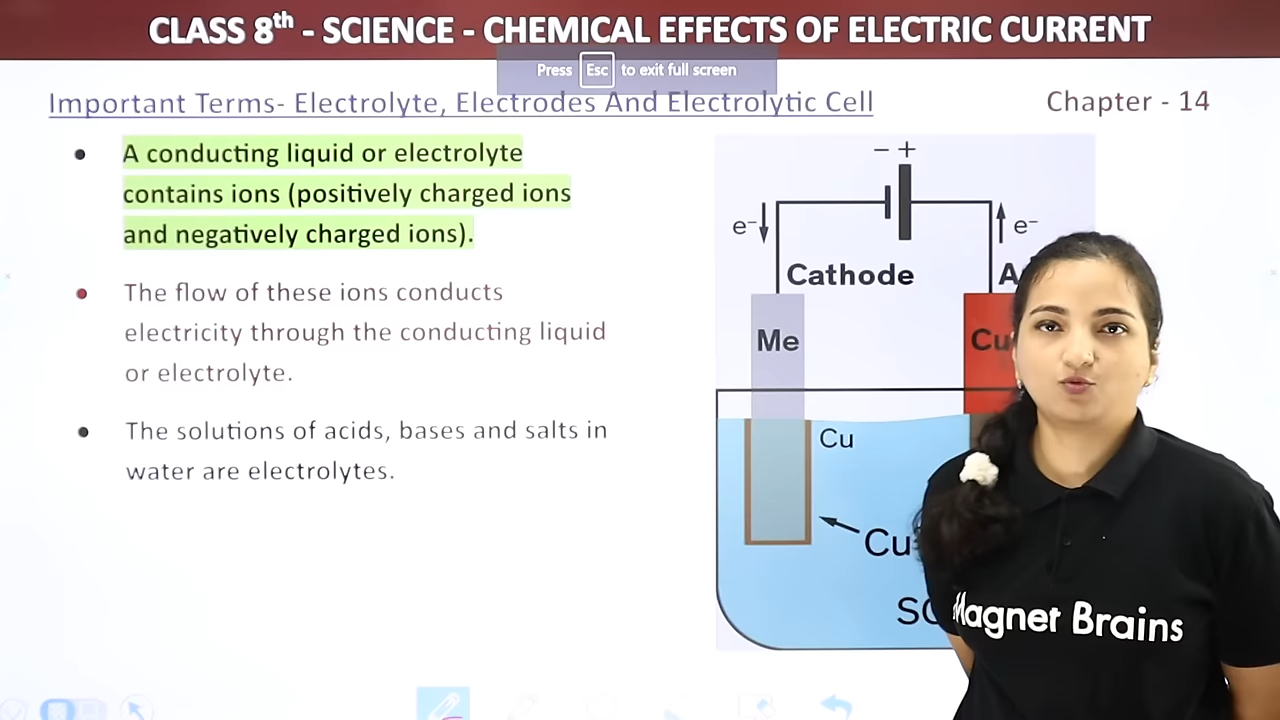 CLASS 8th - SCIENCE - CHEMICAL EFFECTS OF ELECTRIC CURRENT
Press Esc to exit full screen
Important Terms- Electrolyte, Electrodes And Electrolytic Cell
Chapter - 14
A conducting liquid or electrolyte
contains ions (positively charged ions
and negatively charged ions).
The flow of these ions conducts
electricity through the conducting liquid
or electrolyte.
The solutions of acids, bases and salts in
water are electrolytes.
− +
e⁻
e⁻
Cathode
A
Me
Cu
Cu
Cu
SO
Magnet Brains